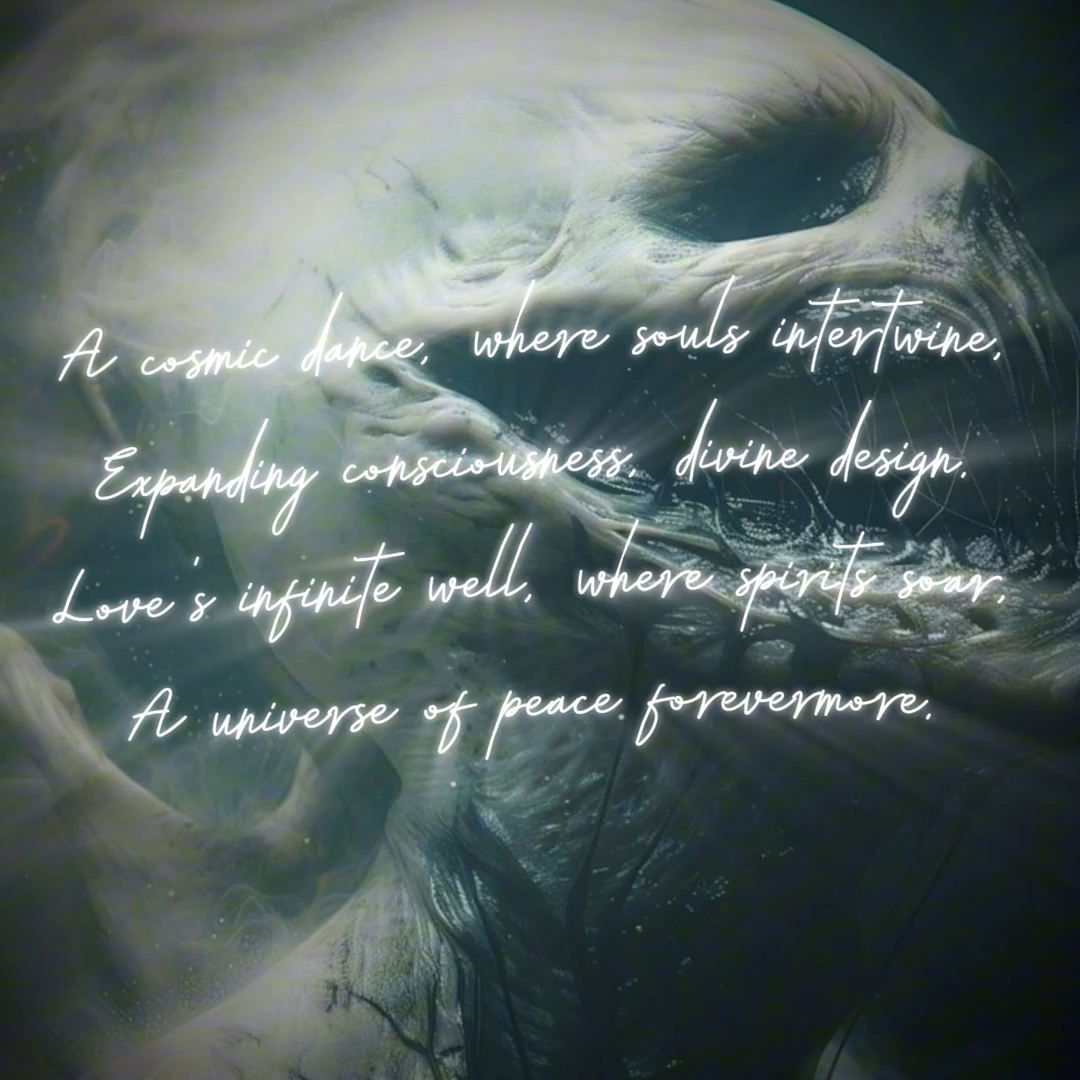 A cosmic dance, where souls intertwine,
Expanding consciousness, divine design.
Love's infinite well, where spirits soar,
A universe of peace forevermore.